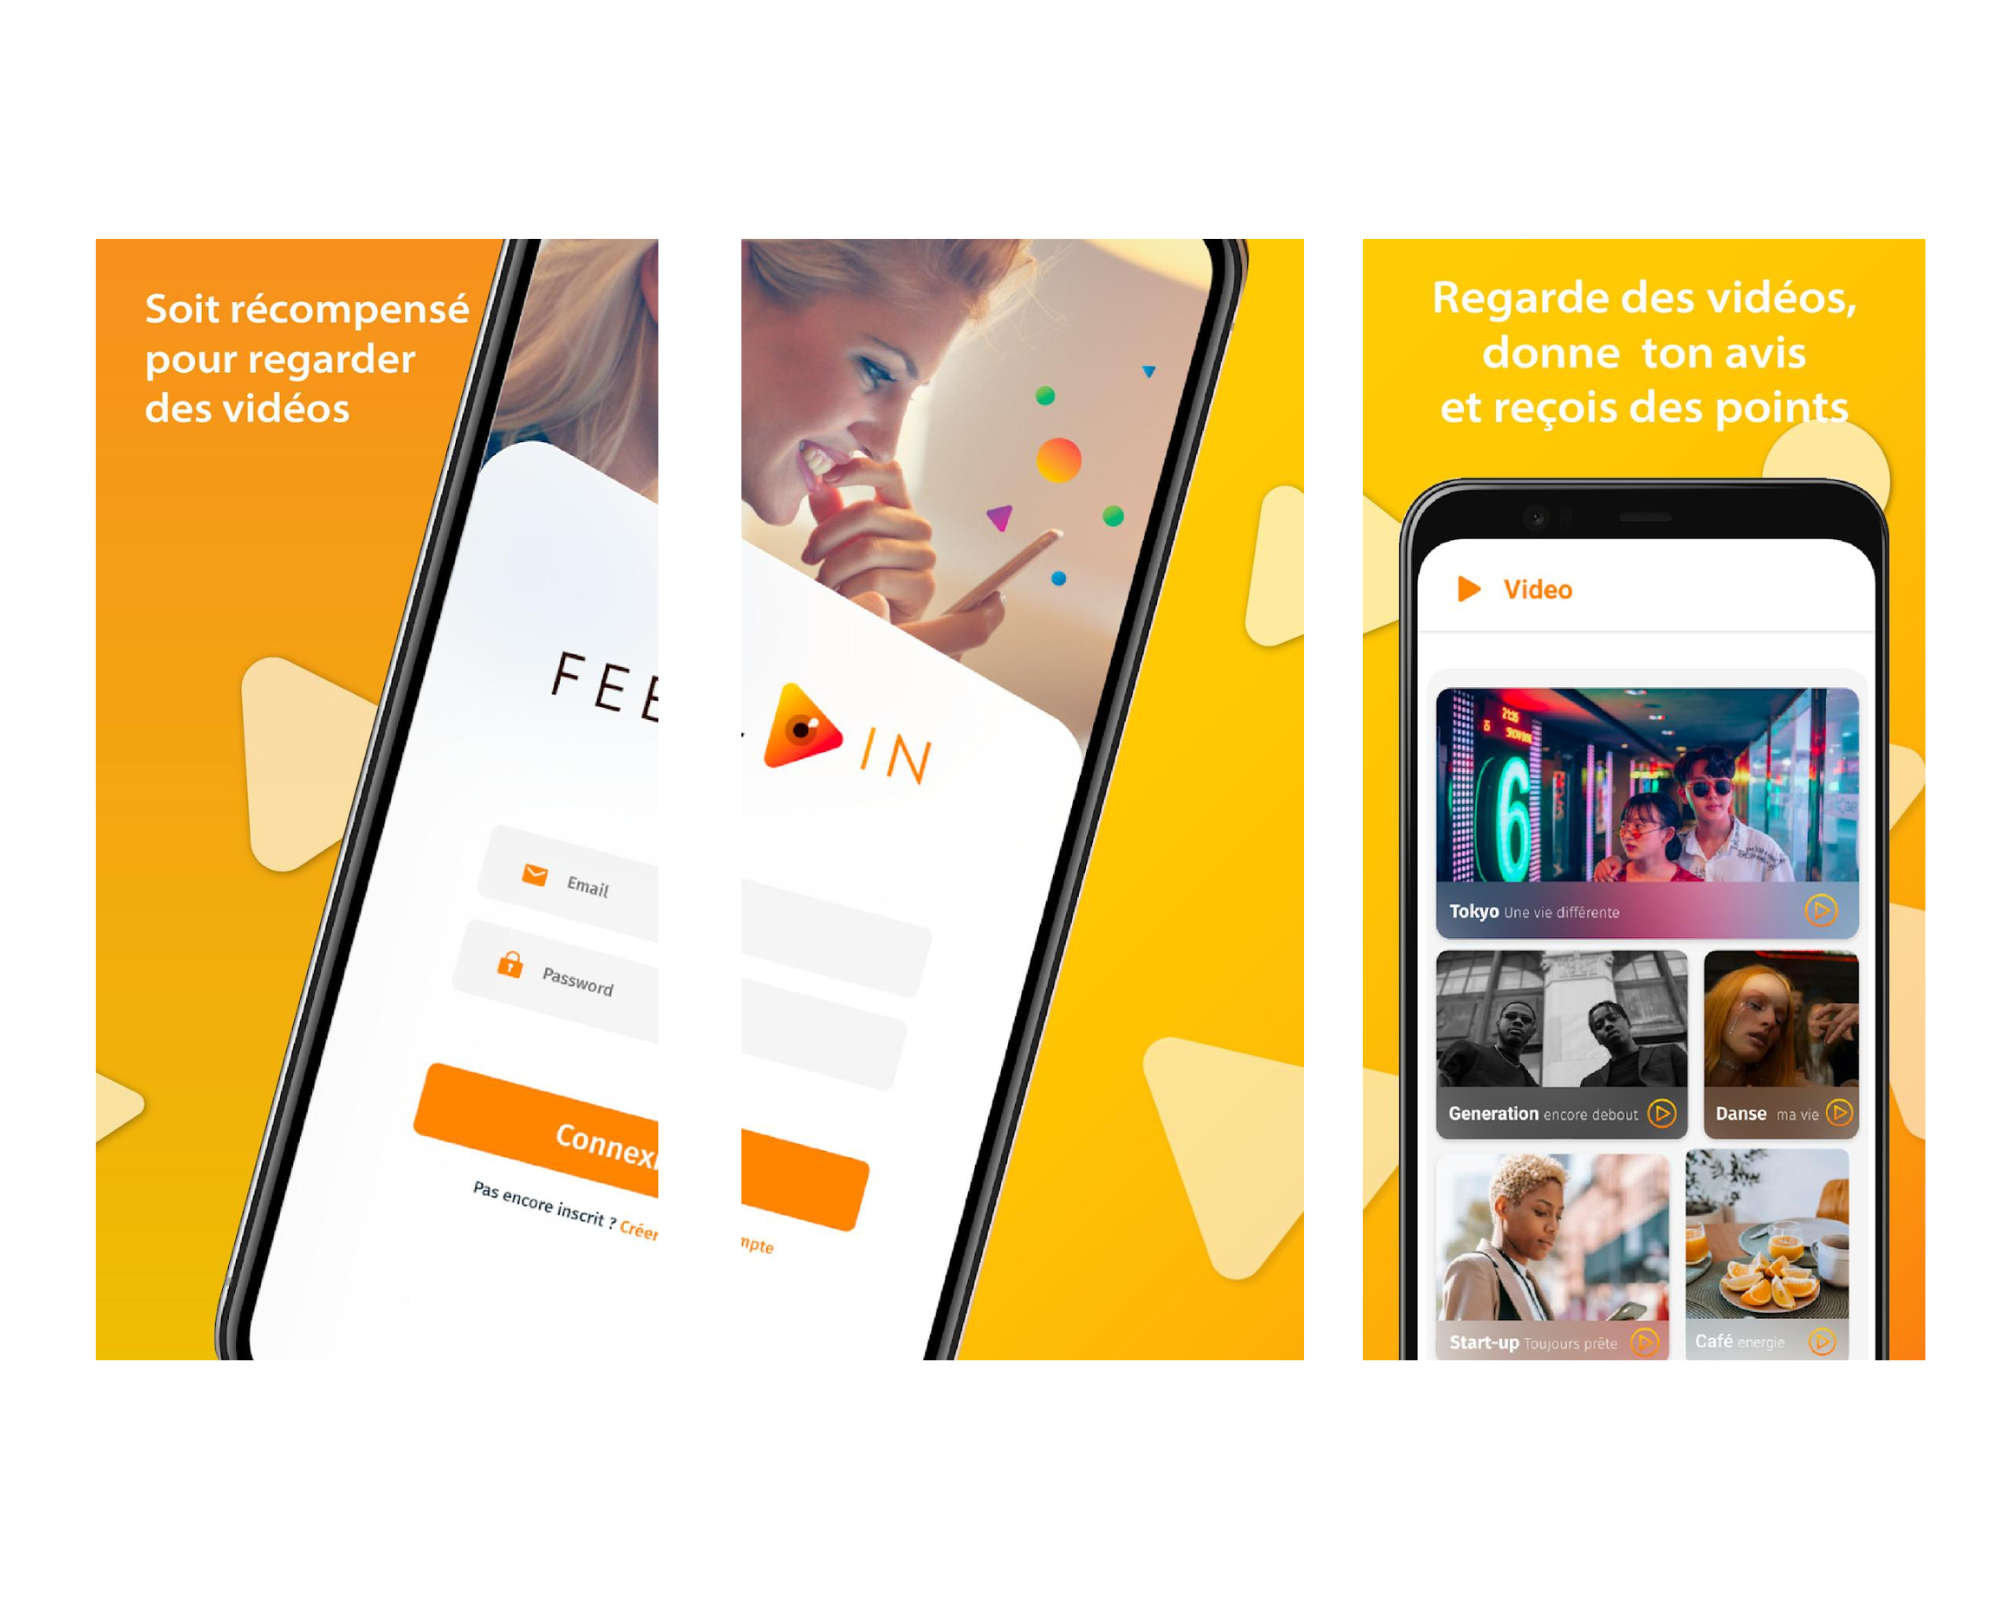 Soit récompensé
pour regarder
des vidéos
FEE
Email
Password
Connexi
Pas encore inscrit ? Créer
IN
mpte
Regarde des vidéos,
donne ton avis
et reçois des points
Video
6
Tokyo Une vie différente
Generation encore debout
Danse ma vie
Start-up Toujours prête
Café energie